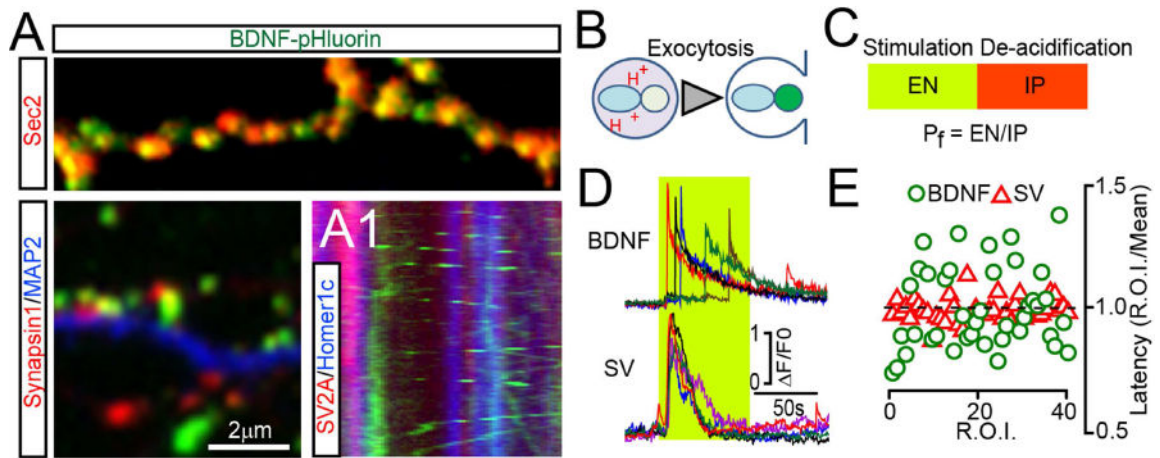 A
BDNF-pHluorin
Sec2
Synapsin1/MAP2
2μm
A1
SV2A/Homer1c
B
Exocytosis
H+
H+
C
Stimulation De-acidification
EN IP
Pf = EN/IP
D
BDNF
SV
1
0
ΔF/F0
50s
E
BDNF SV
1.5
1.0
0.5
Latency (R.O.I./Mean)
0 20 40
R.O.I.